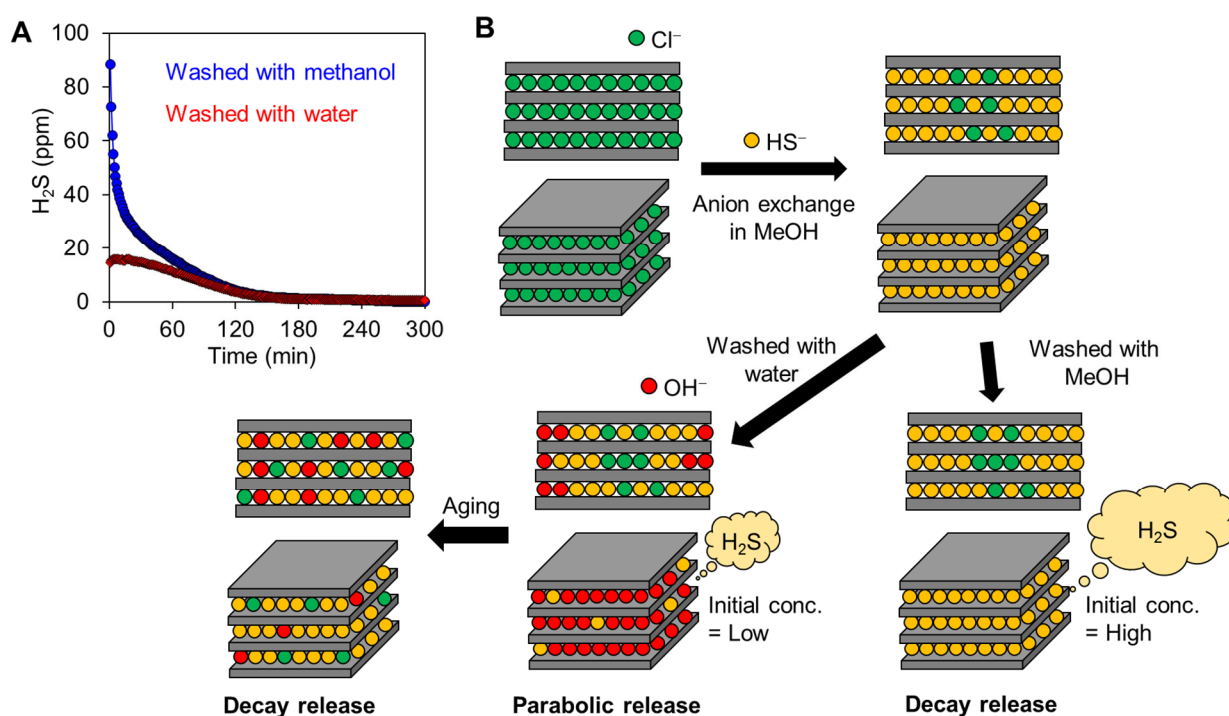 A
100
80
60
40
20
0
H₂S (ppm)
Washed with methanol
Washed with water
0
60
120
180
240
300
Time (min)
B
Cl⁻
HS⁻
Anion exchange
in MeOH
Washed with
water
Washed with
MeOH
OH⁻
Aging
H₂S
Initial conc.
= Low
H₂S
Initial conc.
= High
Decay release
Parabolic release
Decay release